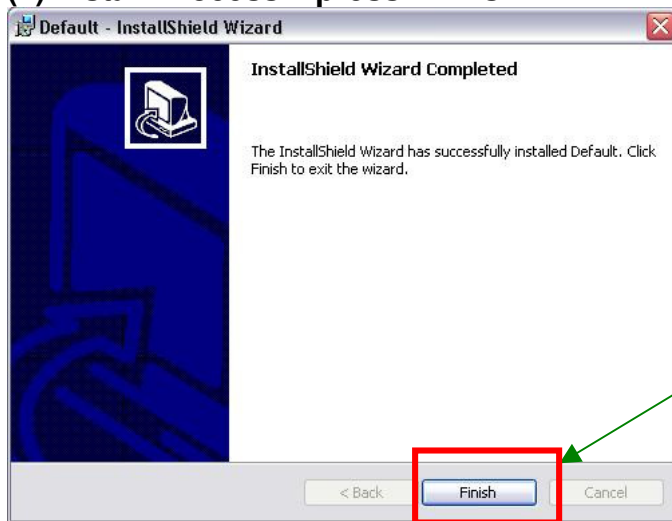 Default - InstallShield Wizard
InstallShield Wizard Completed
The InstallShield Wizard has successfully installed Default. Click
Finish to exit the wizard.
< Back
Finish
Cancel